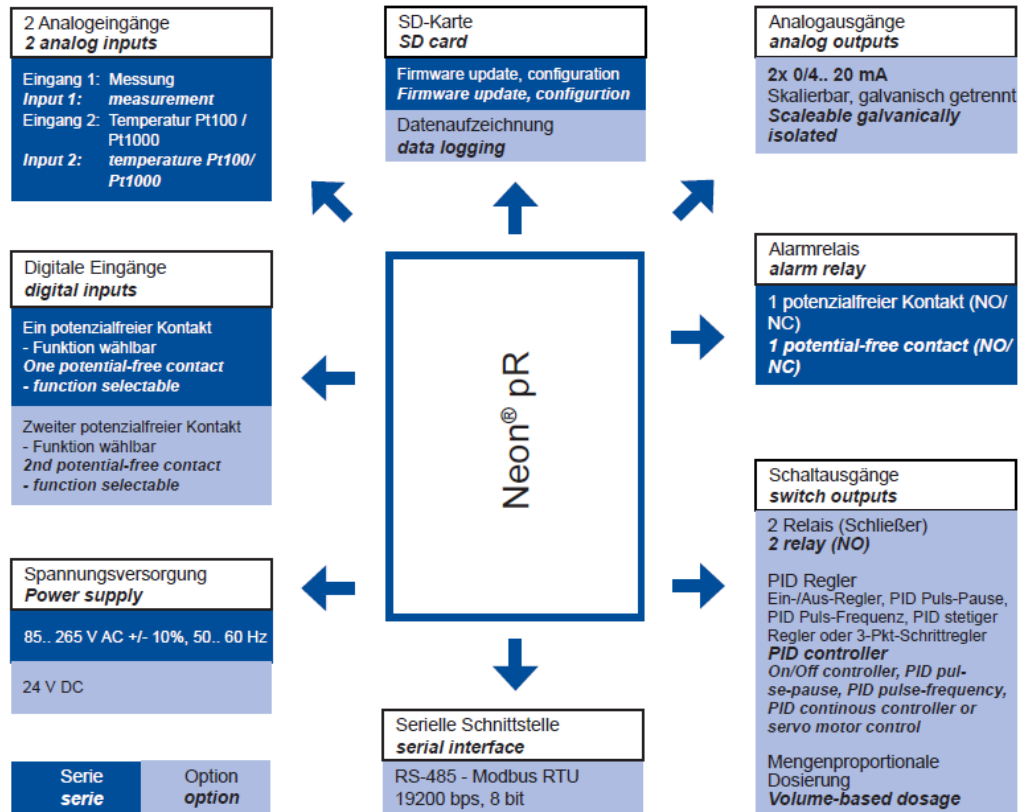 2 Analogeingänge
2 analog inputs
Eingang 1: Messung
Input 1: measurement
Eingang 2: Temperatur Pt100 /
Pt1000
Input 2: temperature Pt100/
Pt1000
SD-Karte
SD card
Firmware update, configuration
Firmware update, configurtion
Datenaufzeichnung
data logging
Analogausgänge
analog outputs
2x 0/4.. 20 mA
Skalierbar, galvanisch getrennt
Scaleable galvanically
isolated
Digitale Eingänge
digital inputs
Ein potenzialfreier Kontakt
- Funktion wählbar
One potential-free contact
- function selectable
Zweiter potenzialfreier Kontakt
- Funktion wählbar
2nd potential-free contact
- function selectable
Neon® pR
Alarmrelais
alarm relay
1 potenzialfreier Kontakt (NO/
NC)
1 potential-free contact (NO/
NC)
Spannungsversorgung
Power supply
85.. 265 V AC +/- 10%, 50.. 60 Hz
24 V DC
Schaltausgänge
switch outputs
2 Relais (Schließer)
2 relay (NO)
PID Regler
Ein-/Aus-Regler, PID Puls-Pause,
PID Puls-Frequenz, PID stetiger
Regler oder 3-Pkt-Schrittregler
PID controller
On/Off controller, PID pul-
se-pause, PID pulse-frequency,
PID continous controller or
servo motor control
Mengenproportionale
Dosierung
Volume-based dosage
Serielle Schnittstelle
serial interface
RS-485 - Modbus RTU
19200 bps, 8 bit
Serie
serie
Option
option